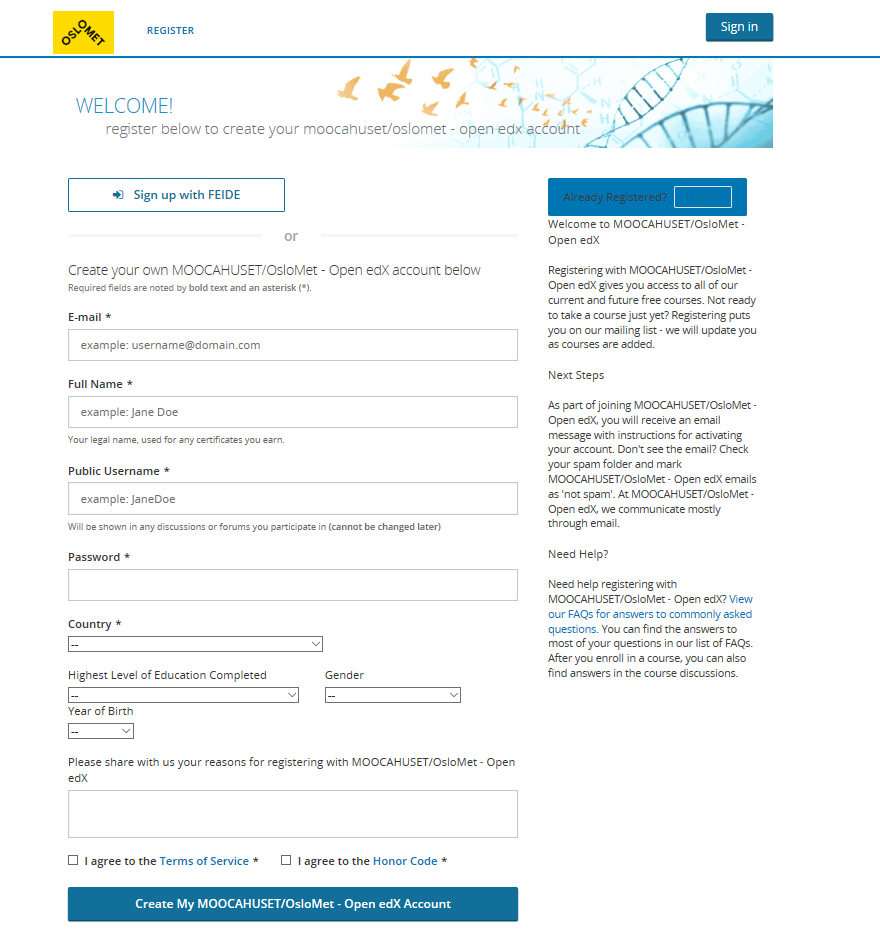 OSLOMET
REGISTER
Sign in
WELCOME!
register below to create your moocahuset/oslomet - open edx account
Sign up with FEIDE
or
Create your own MOOCAHUSET/OsloMet - Open edX account below
Required fields are noted by bold text and an asterisk (*).
E-mail *
example: username@domain.com
Full Name *
example: Jane Doe
Your legal name, used for any certificates you earn.
Public Username *
example: JaneDoe
Will be shown in any discussions or forums you participate in (cannot be changed later)
Password *
Country *
--
Highest Level of Education Completed
--
Gender
--
Year of Birth
--
Please share with us your reasons for registering with MOOCAHUSET/OsloMet - Open
edX
I agree to the Terms of Service *
I agree to the Honor Code *
Create My MOOCAHUSET/OsloMet - Open edX Account
Already Registered?
Welcome to MOOCAHUSET/OsloMet -
Open edX
Registering with MOOCAHUSET/OsloMet -
Open edX gives you access to all of our
current and future free courses. Not ready
to take a course just yet? Registering puts
you on our mailing list - we will update you
as courses are added.
Next Steps
As part of joining MOOCAHUSET/OsloMet -
Open edX, you will receive an email
message with instructions for activating
your account. Don't see the email? Check
your spam folder and mark
MOOCAHUSET/OsloMet - Open edX emails
as 'not spam'. At MOOCAHUSET/OsloMet -
Open edX, we communicate mostly
through email.
Need Help?
Need help registering with
MOOCAHUSET/OsloMet - Open edX? View
our FAQs for answers to commonly asked
questions. You can find the answers to
most of your questions in our list of FAQs.
After you enroll in a course, you can also
find answers in the course discussions.